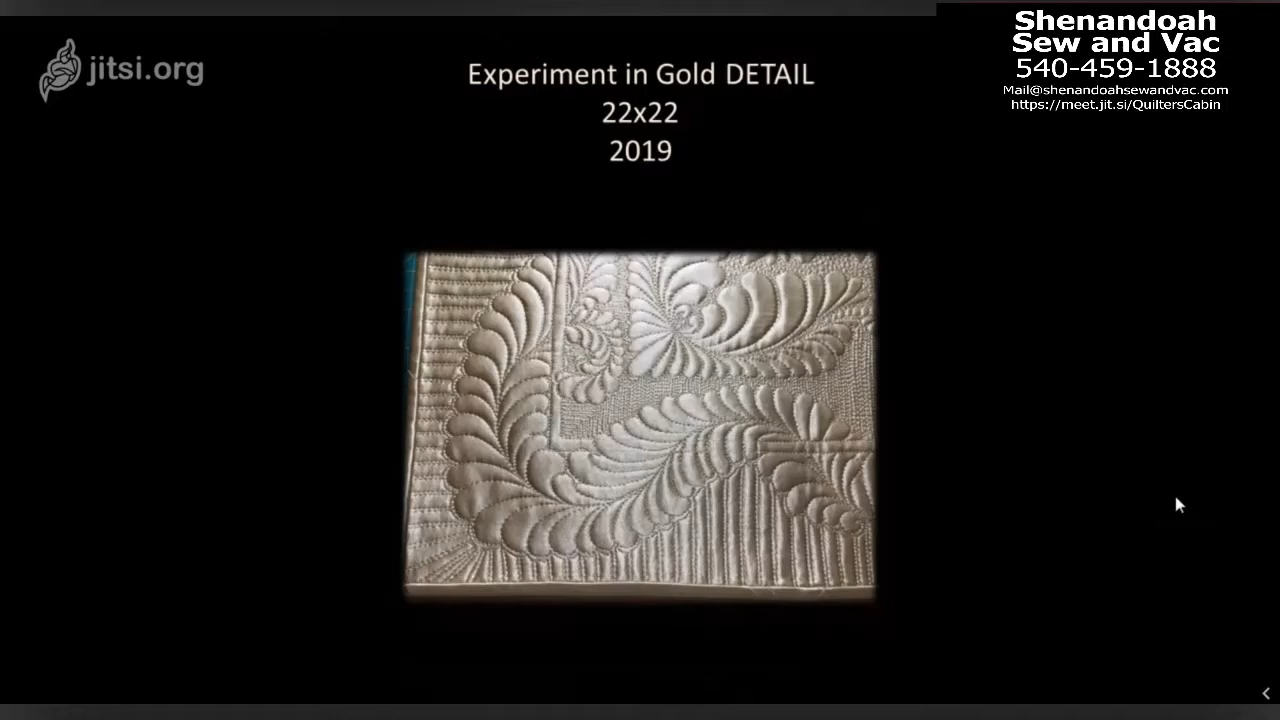 jitsi.org
Experiment in Gold DETAIL
22x22
2019
Shenandoah
Sew and Vac
540-459-1888
Mail@shenandoahsewandvac.com
https://meet.jit.si/QuiltersCabin